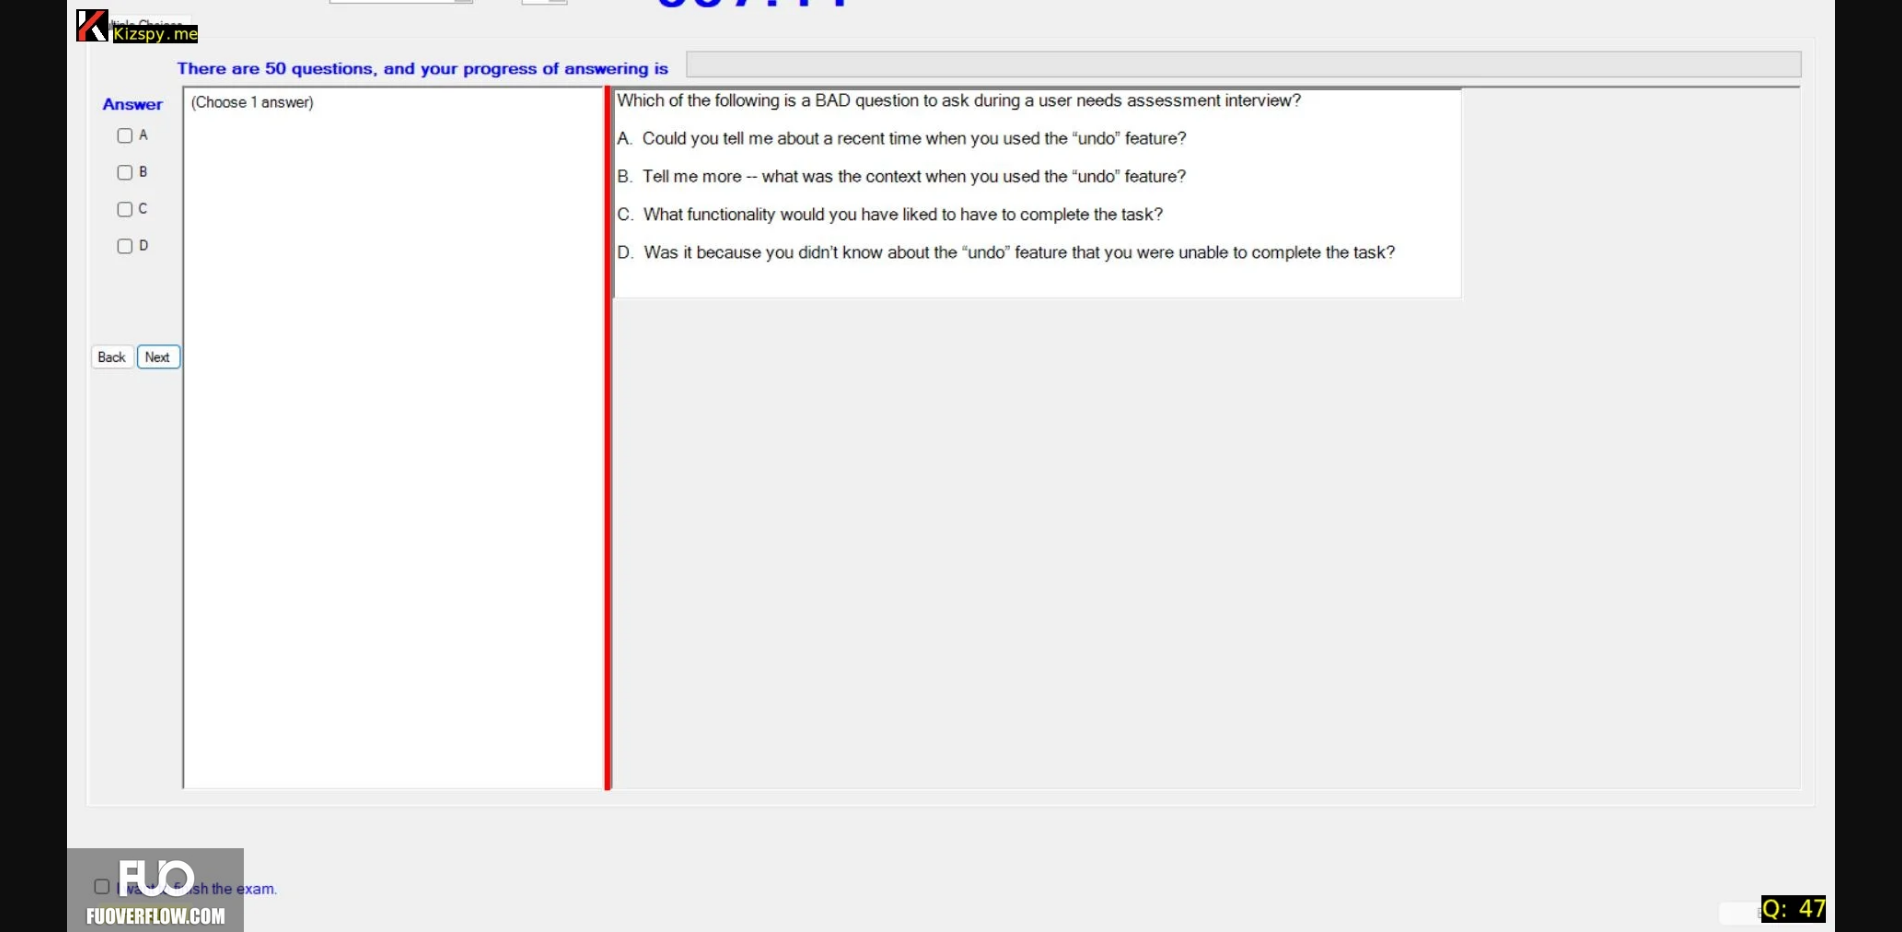 Kizspy.me
There are 50 questions, and your progress of answering is
Answer
(Choose 1 answer)
A
B
C
D
Back
Next
Which of the following is a BAD question to ask during a user needs assessment interview?
A. Could you tell me about a recent time when you used the “undo” feature?
B. Tell me more -- what was the context when you used the “undo” feature?
C. What functionality would you have liked to have to complete the task?
D. Was it because you didn’t know about the “undo” feature that you were unable to complete the task?
FUO
the exam.
FUOVERFLOW.COM
Q: 47